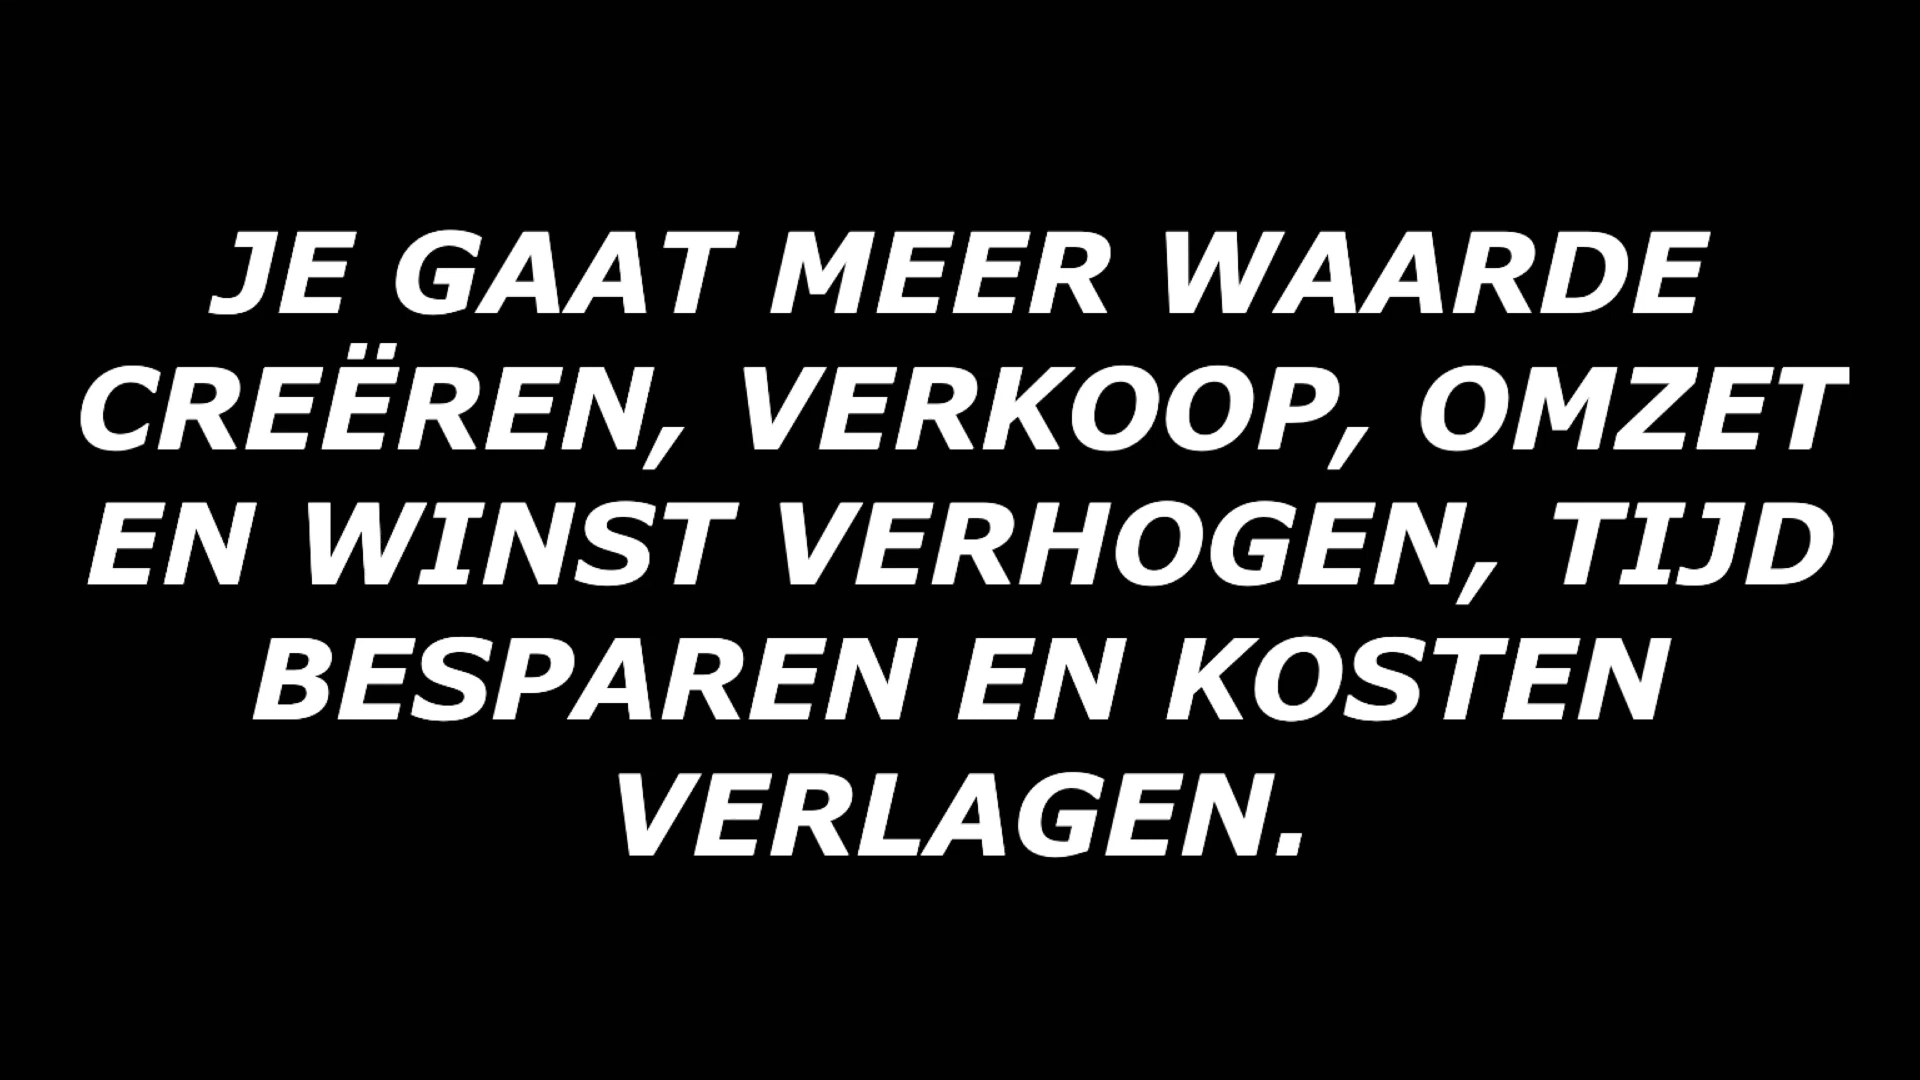 JE GAAT MEER WAARDE
CREËREN, VERKOOP, OMZET
EN WINST VERHOGEN, TIJD
BESPAREN EN KOSTEN
VERLAGEN.